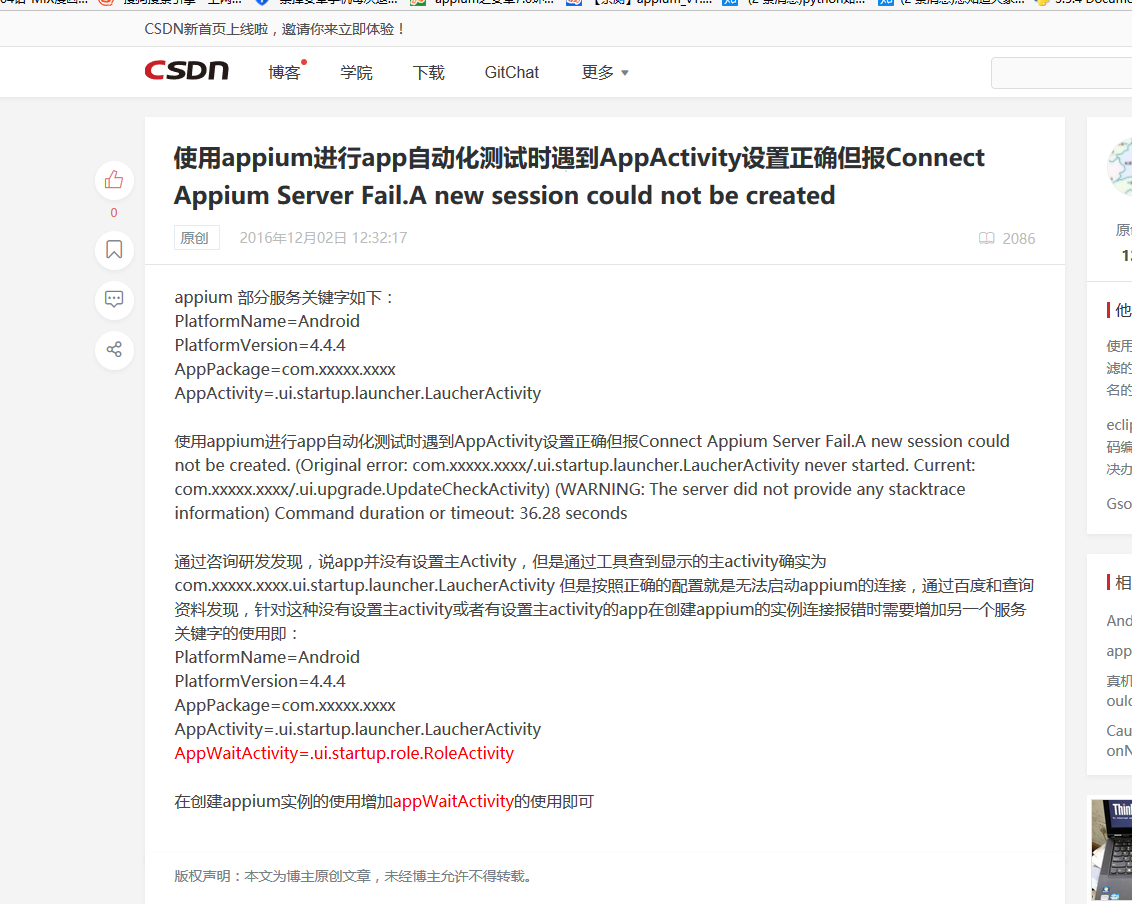 CSDN新首页上线啦，邀请你来立即体验！
CSDN 博客 学院 下载 GitChat 更多
使用appium进行app自动化测试时遇到AppActivity设置正确但报Connect
Appium Server Fail.A new session could not be created
0
原创 2016年12月02日 12:32:17 2086
appium 部分服务关键字如下：
PlatformName=Android
PlatformVersion=4.4.4
AppPackage=com.xxxxx.xxxx
AppActivity=.ui.startup.launcher.LaucherActivity
使用appium进行app自动化测试时遇到AppActivity设置正确但报Connect Appium Server Fail.A new session could
not be created. (Original error: com.xxxxx.xxxx/.ui.startup.launcher.LaucherActivity never started. Current:
com.xxxxx.xxxx/.ui.upgrade.UpdateCheckActivity) (WARNING: The server did not provide any stacktrace
information) Command duration or timeout: 36.28 seconds
通过咨询研发发现，说app并没有设置主Activity，但是通过工具查到显示的主activity确实为
com.xxxxx.xxxx.ui.startup.launcher.LaucherActivity 但是按照正确的配置就是无法启动appium的连接，通过百度和查询
资料发现，针对这种没有设置主activity或者有设置主activity的app在创建appium的实例连接报错时需要增加另一个服务
关键字的使用即：
PlatformName=Android
PlatformVersion=4.4.4
AppPackage=com.xxxxx.xxxx
AppActivity=.ui.startup.launcher.LaucherActivity
AppWaitActivity=.ui.startup.role.RoleActivity
在创建appium实例的使用增加appWaitActivity的使用即可
版权声明：本文为博主原创文章，未经博主允许不得转载。
他
使用
滤的
名的
码编
决办
Gso
相
And
app
真机